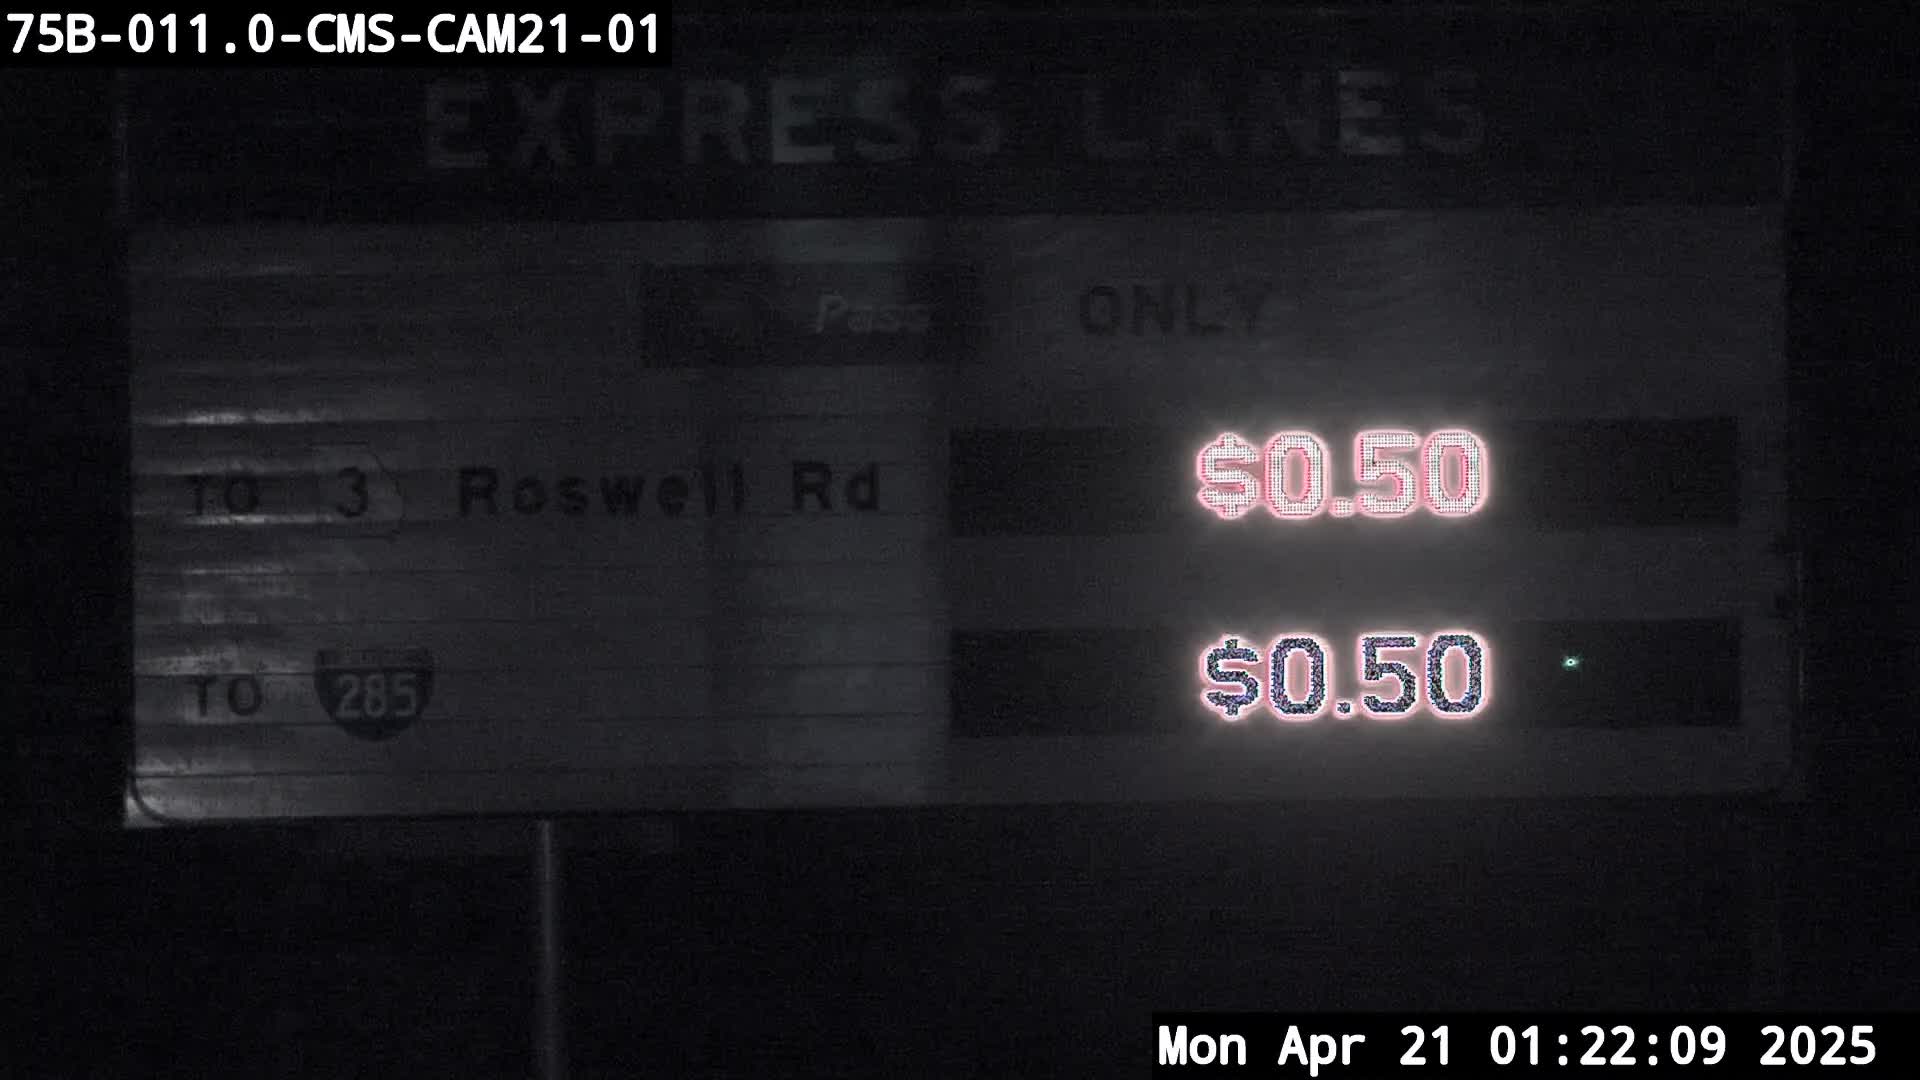 75B-011.0-CMS-CAM21-01
EXPRESS LANES
Pass ONLY
TO 3 Roswell Rd $0.50
TO 285 $0.50
Mon Apr 21 01:22:09 2025